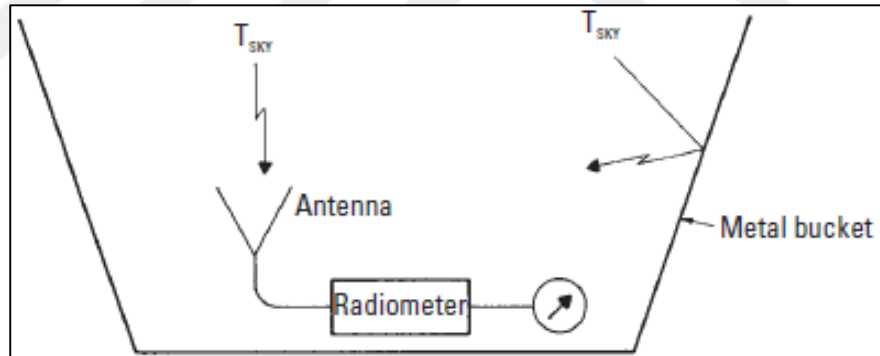 T_SKY
T_SKY
Antenna
Metal bucket
Radiometer